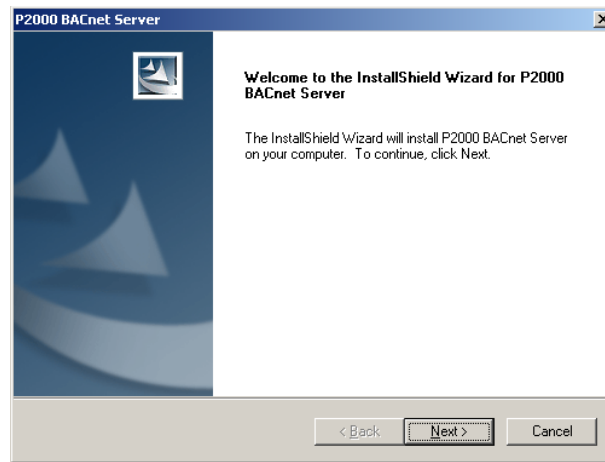 P2000 BACnet Server
Welcome to the InstallShield Wizard for P2000
BACnet Server
The InstallShield Wizard will install P2000 BACnet Server
on your computer. To continue, click Next.
< Back
Next >
Cancel